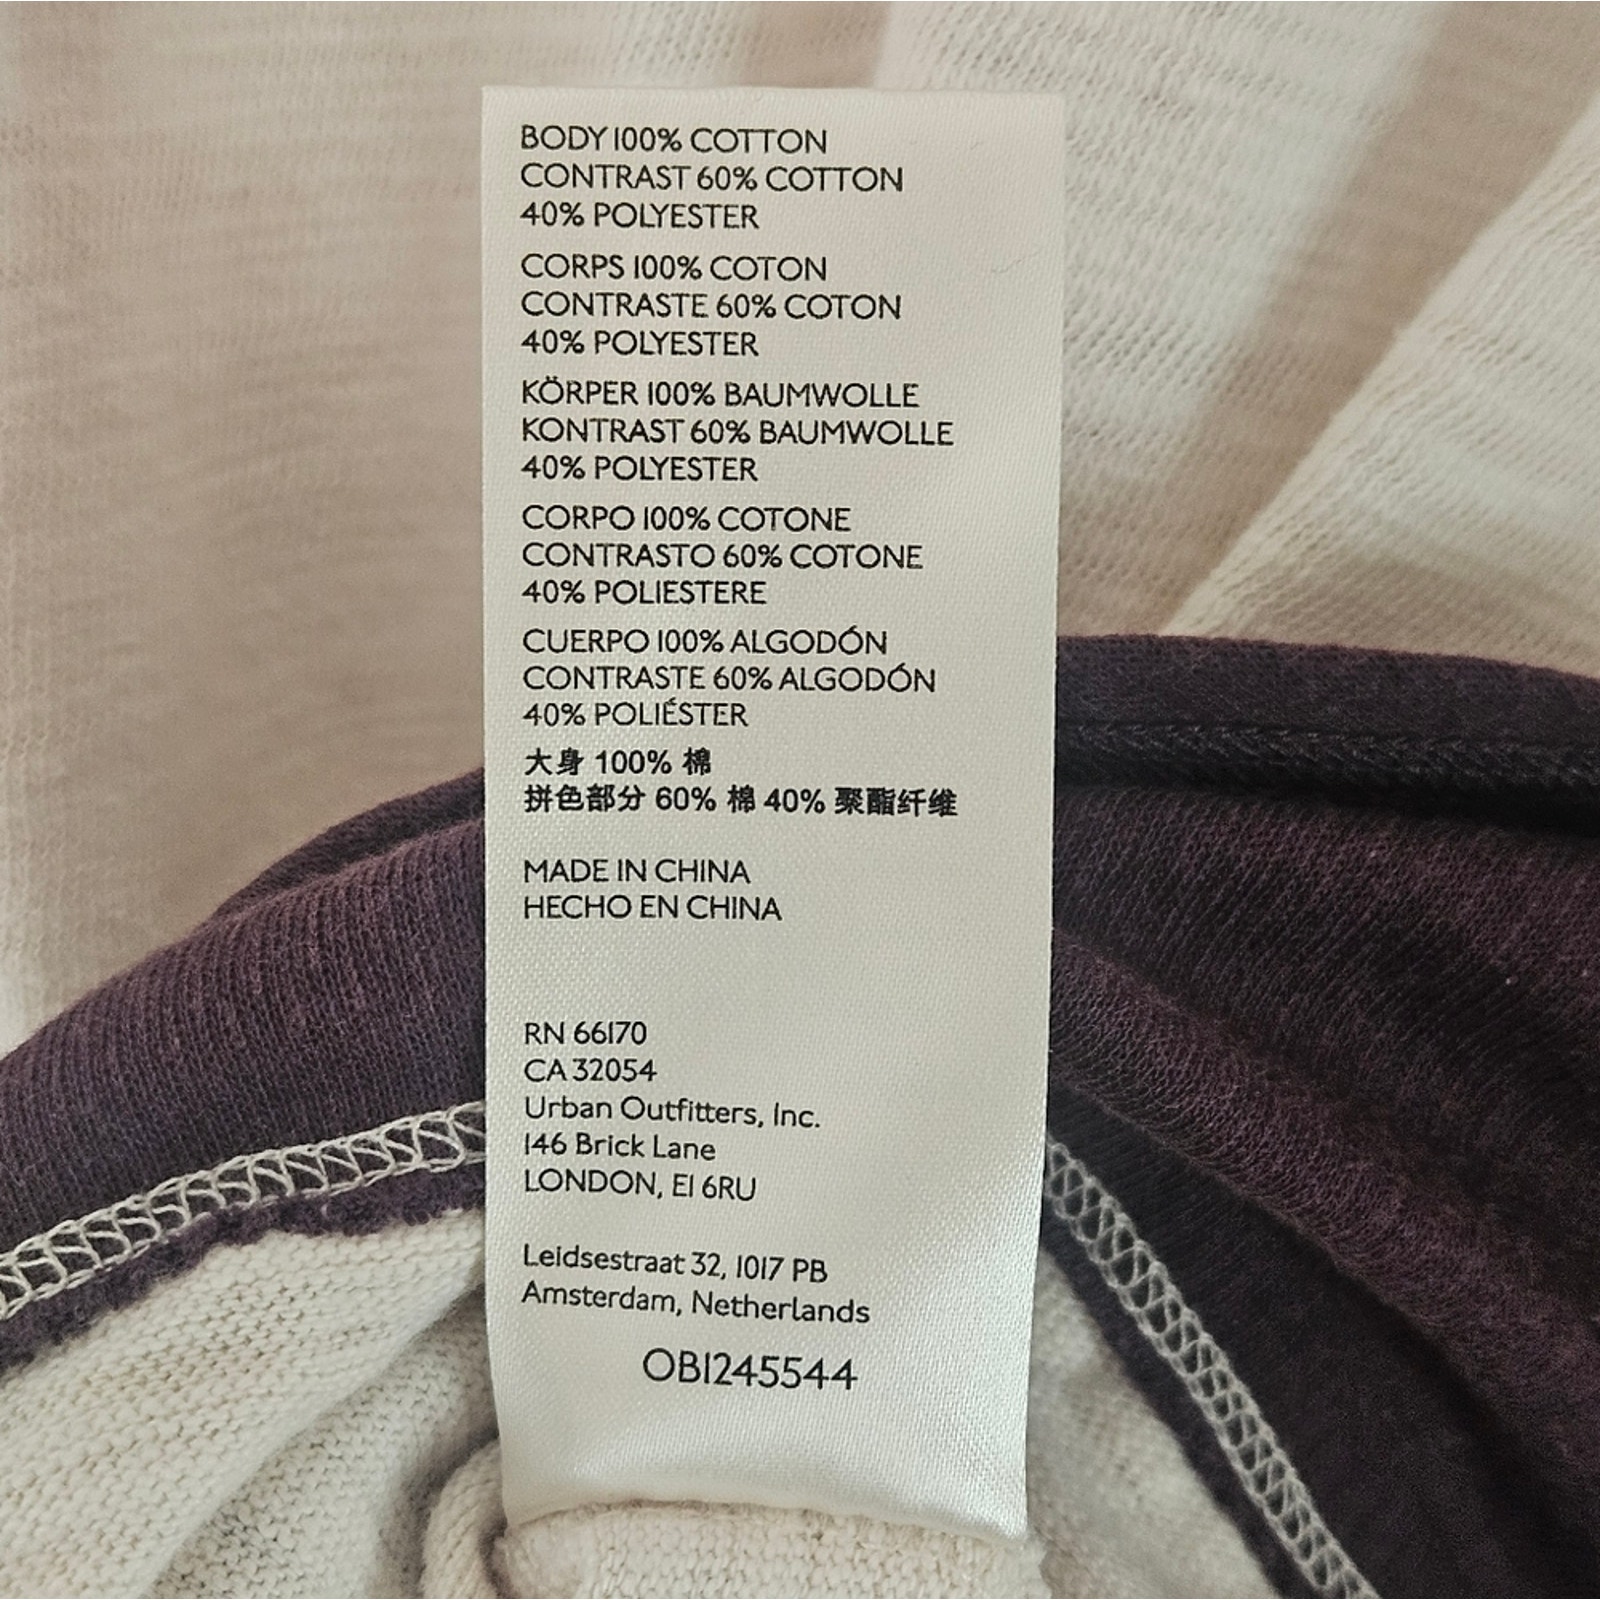 BODY 100% COTTON
CONTRAST 60% COTTON
40% POLYESTER
CORPS 100% COTON
CONTRASTE 60% COTON
40% POLYESTER
KÖRPER 100% BAUMWOLLE
KONTRAST 60% BAUMWOLLE
40% POLYESTER
CORPO 100% COTONE
CONTRASTO 60% COTONE
40% POLIESTERE
CUERPO 100% ALGODÓN
CONTRASTE 60% ALGODÓN
40% POLIÉSTER
大身 100% 棉
拼色部分 60% 棉 40% 聚酯纤维
MADE IN CHINA
HECHO EN CHINA
RN 66170
CA 32054
Urban Outfitters, Inc.
146 Brick Lane
LONDON, E1 6RU
Leidsestraat 32, 1017 PB
Amsterdam, Netherlands
OB1245544